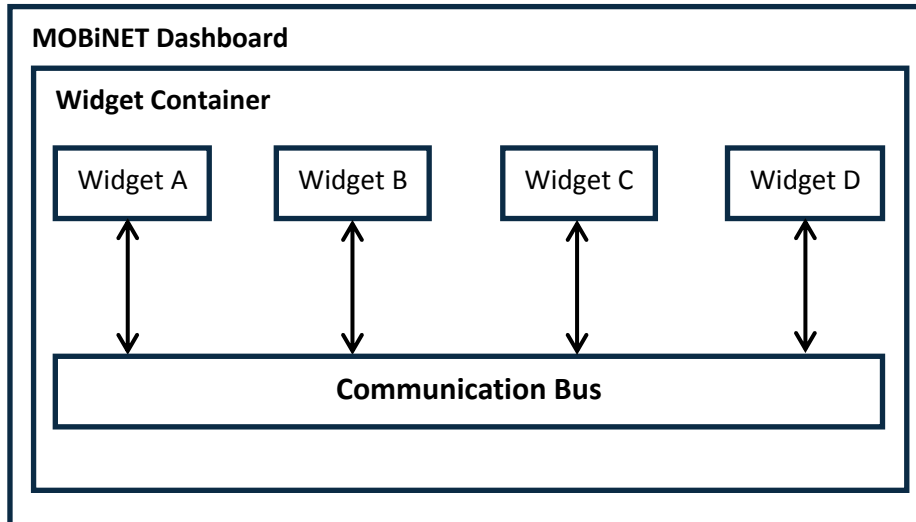 MOBiNET Dashboard
Widget Container
Widget A
Widget B
Widget C
Widget D
Communication Bus